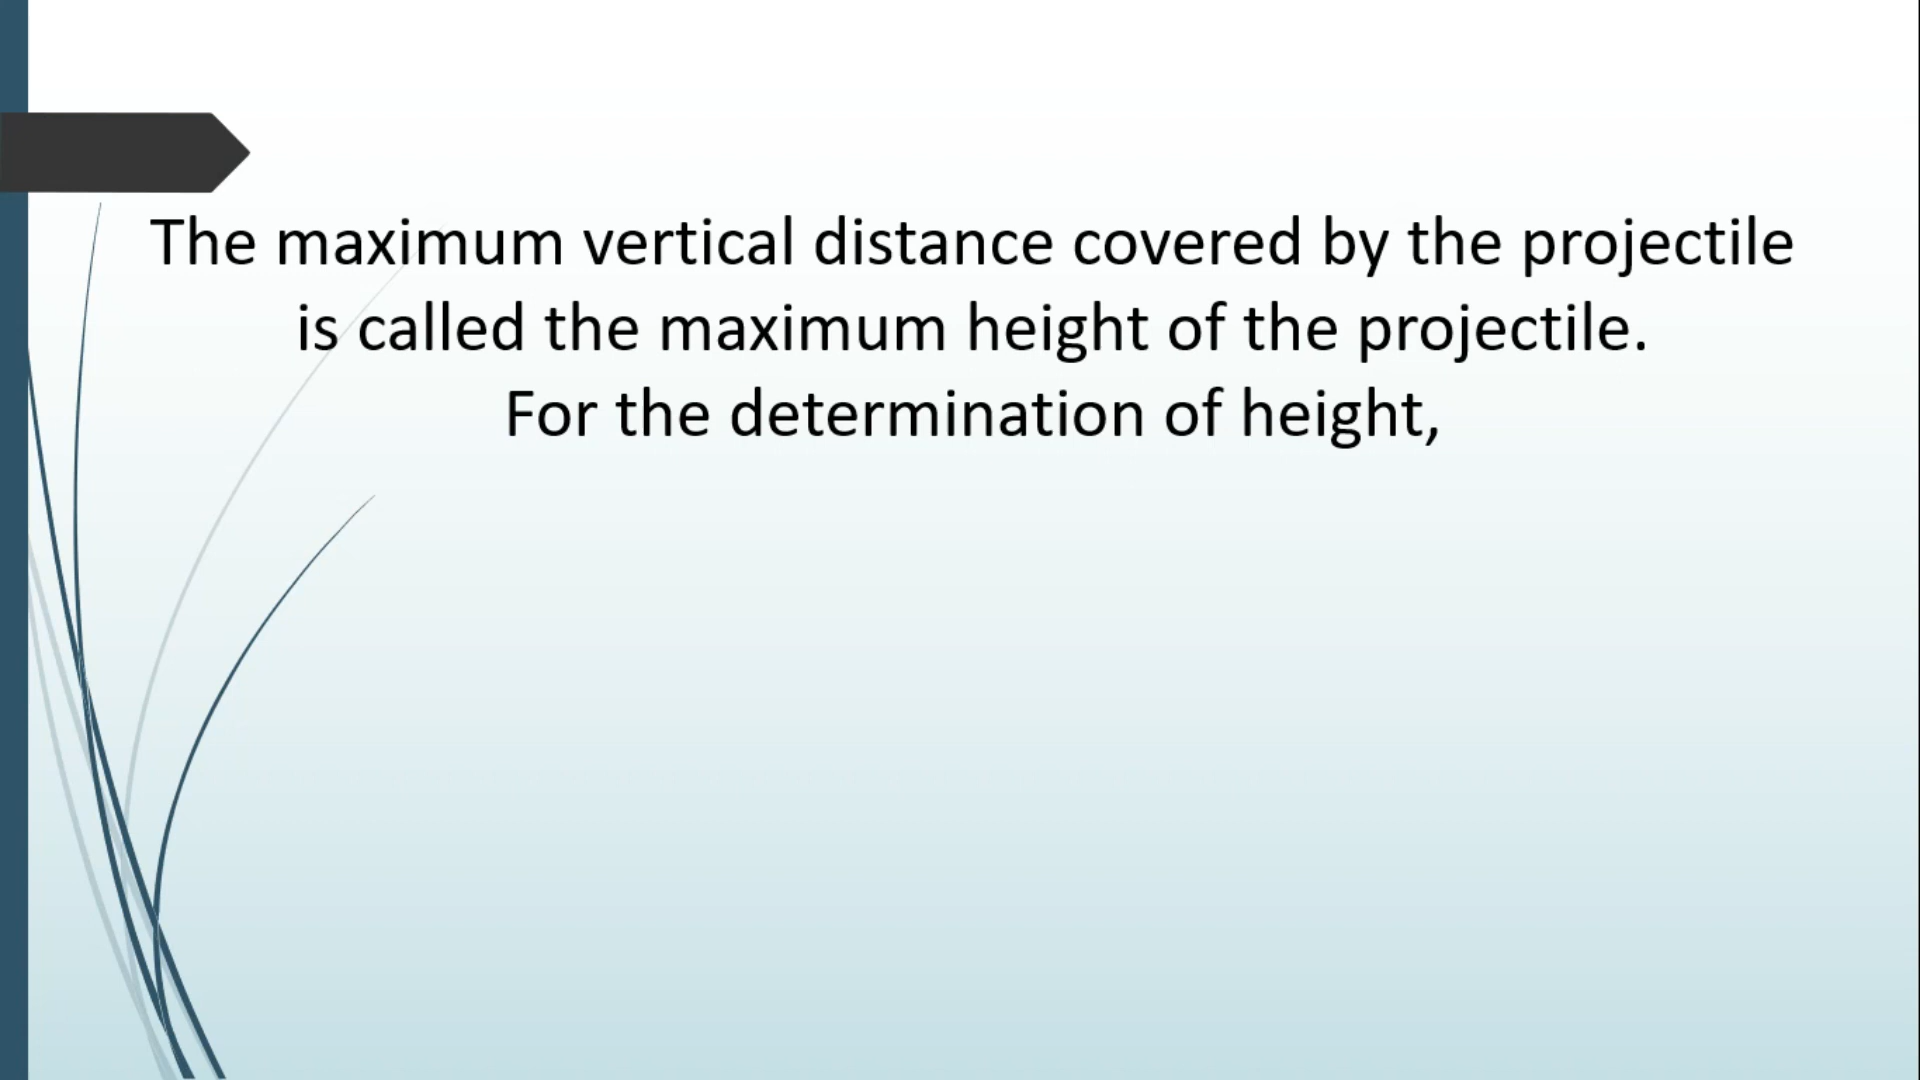 The maximum vertical distance covered by the projectile
is called the maximum height of the projectile.
For the determination of height,